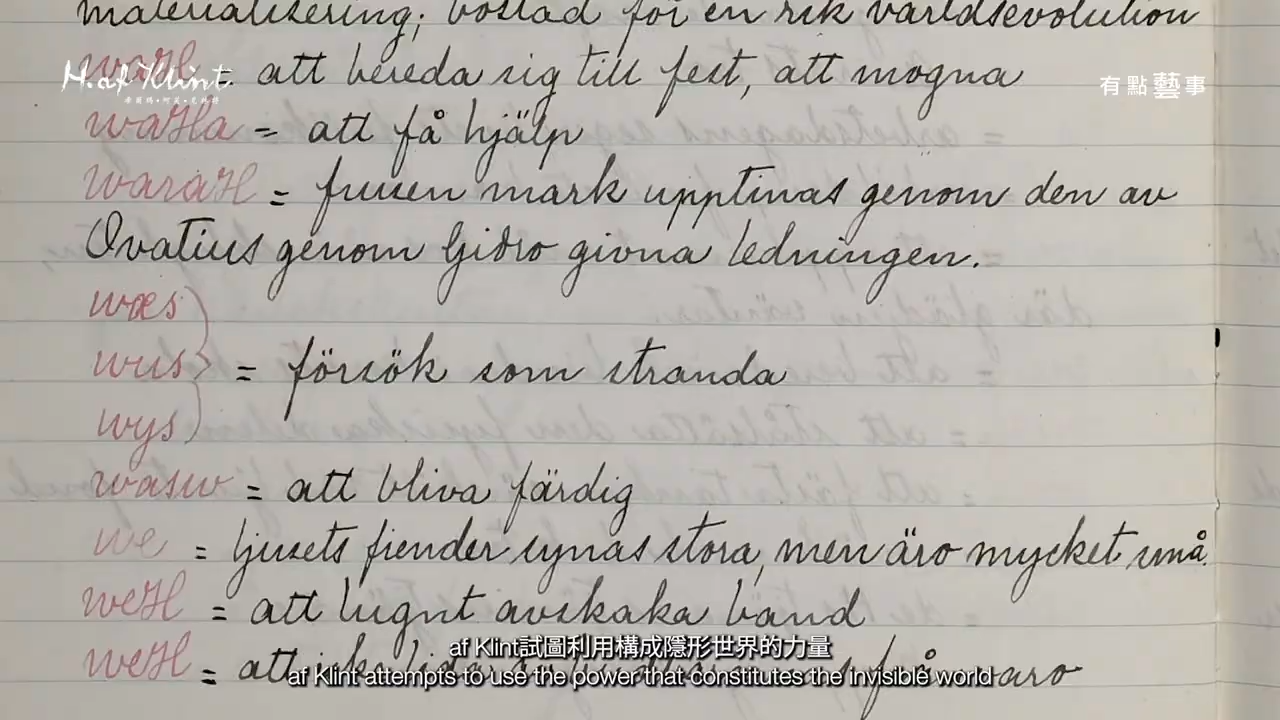 materialisering; bostad för en rik världsevolution
H. af Klint
有點藝事
= att bereda sig till fest, att mogna
waHla = att få hjälp
waraH = frusen mark upptinas genom den av
Ovatius genom Gidro givna ledningen.
wæs
wus = försök som stranda
wys
wasw = att bliva färdig
we = ljusets fiender synas stora, men äro mycket små.
weH = att lugnt avskaka band
weH = att
af Klint試圖利用構成隱形世界的力量
af Klint attempts to use the power that constitutes the invisible world